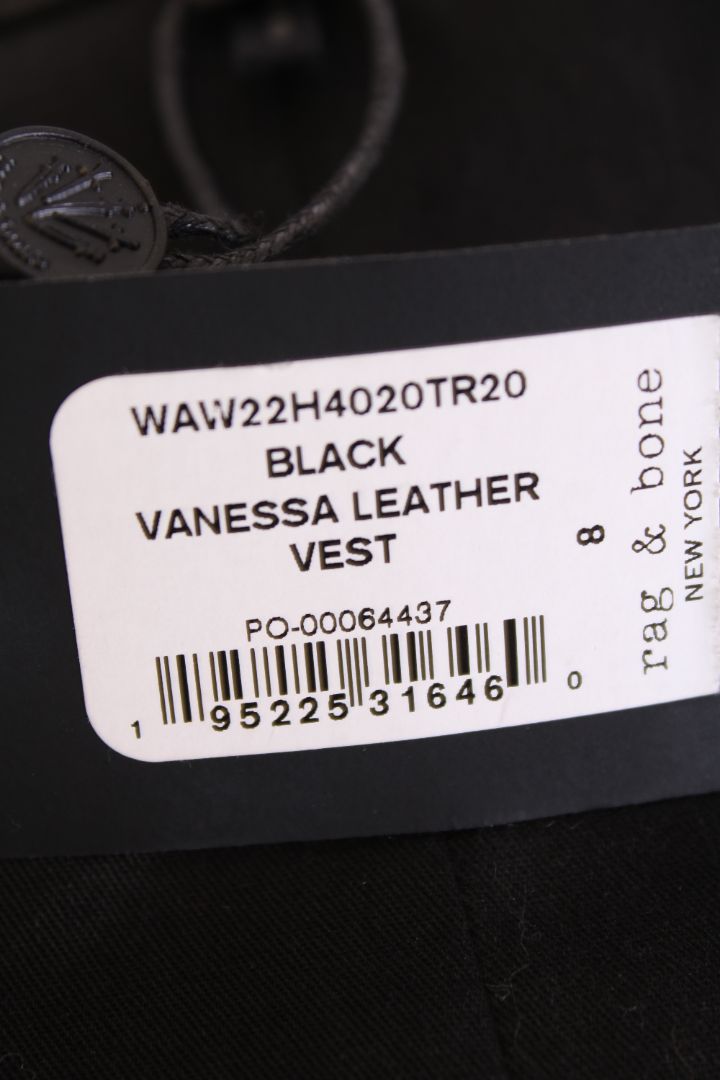 WAW22H4020TR20
BLACK
VANESSA LEATHER
VEST
8
PO-00064437
1 95225 31646 0
rag & bone
NEW YORK